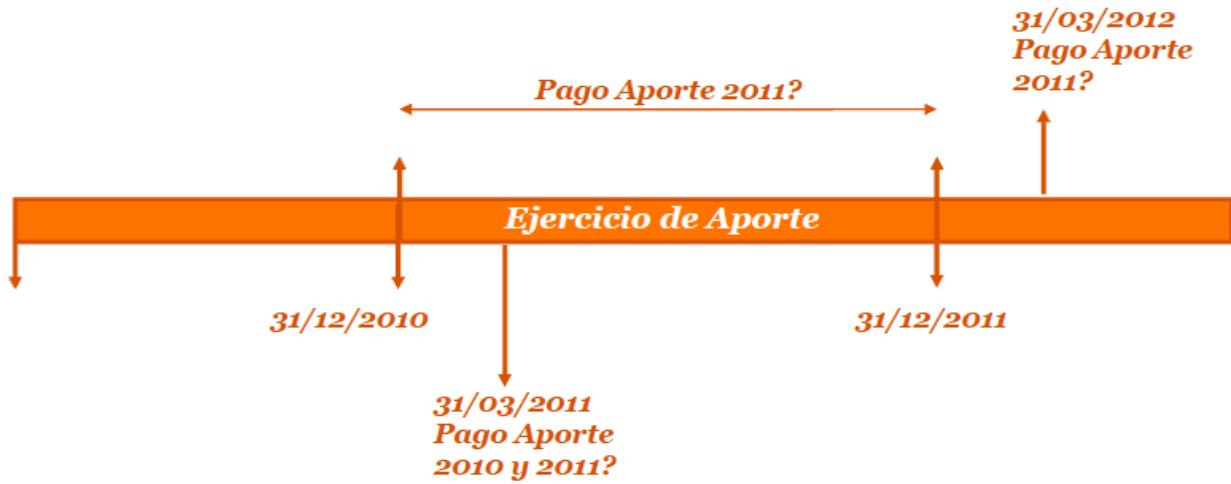 31/03/2012
Pago Aporte
2011?
Pago Aporte 2011?
Ejercicio de Aporte
31/12/2010
31/12/2011
31/03/2011
Pago Aporte
2010 y 2011?